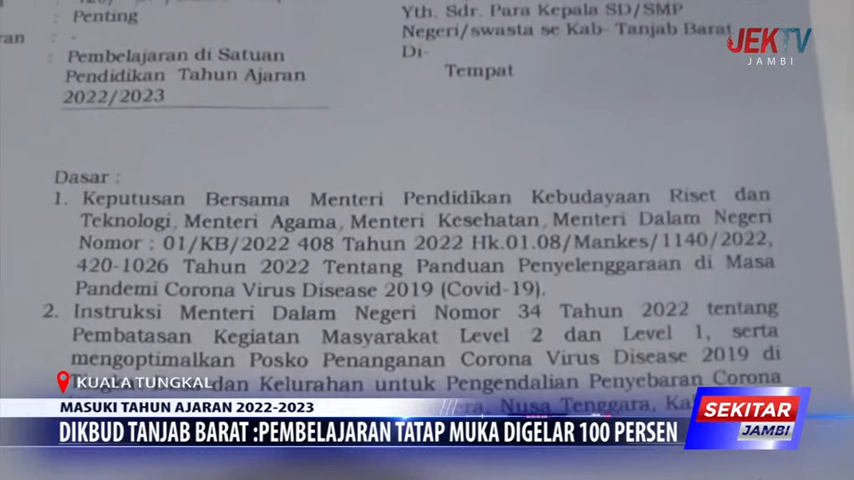 Penting
Yth. Sdr. Para Kepala SD/SMP
Negeri/swasta se Kab- Tanjab Barat
: -
Di-
: Pembelajaran di Satuan
Pendidikan Tahun Ajaran
2022/2023
Tempat
JEKTV
JAMBI
Dasar :
1. Keputusan Bersama Menteri Pendidikan Kebudayaan Riset dan
Teknologi, Menteri Agama, Menteri Kesehatan, Menteri Dalam Negeri
Nomor : 01/KB/2022 408 Tahun 2022 Hk.01.08/Mankes/1140/2022,
420-1026 Tahun 2022 Tentang Panduan Penyelenggaraan di Masa
Pandemi Corona Virus Disease 2019 (Covid-19).
2. Instruksi Menteri Dalam Negeri Nomor 34 Tahun 2022 tentang
Pembatasan Kegiatan Masyarakat Level 2 dan Level 1, serta
mengoptimalkan Posko Penanganan Corona Virus Disease 2019 di
dan Kelurahan untuk Pengendalian Penyebaran Corona
Nusa Tenggara,
KUALA TUNGKAL
MASUKI TAHUN AJARAN 2022-2023
DIKBUD TANJAB BARAT :PEMBELAJARAN TATAP MUKA DIGELAR 100 PERSEN
SEKITAR
JAMBI